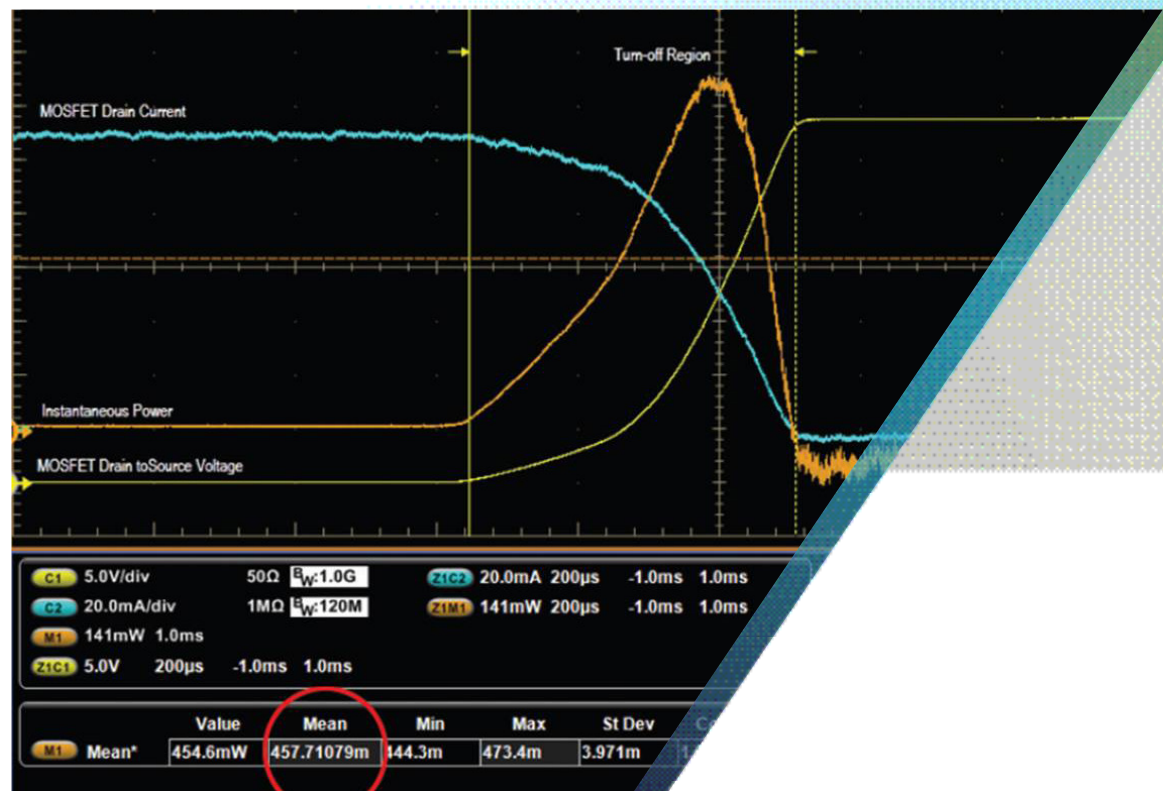 Turn-off Region
MOSFET Drain Current
Instantaneous Power
MOSFET Drain toSource Voltage
C1 5.0V/div 50Ω BW:1.0G
C2 20.0mA/div 1MΩ BW:120M
M1 141mW 1.0ms
Z1C1 5.0V 200µs -1.0ms 1.0ms
Z1C2 20.0mA 200µs -1.0ms 1.0ms
Z1M1 141mW 200µs -1.0ms 1.0ms
Value Mean Min Max St Dev
M1 Mean* 454.6mW 457.71079m 444.3m 473.4m 3.971m